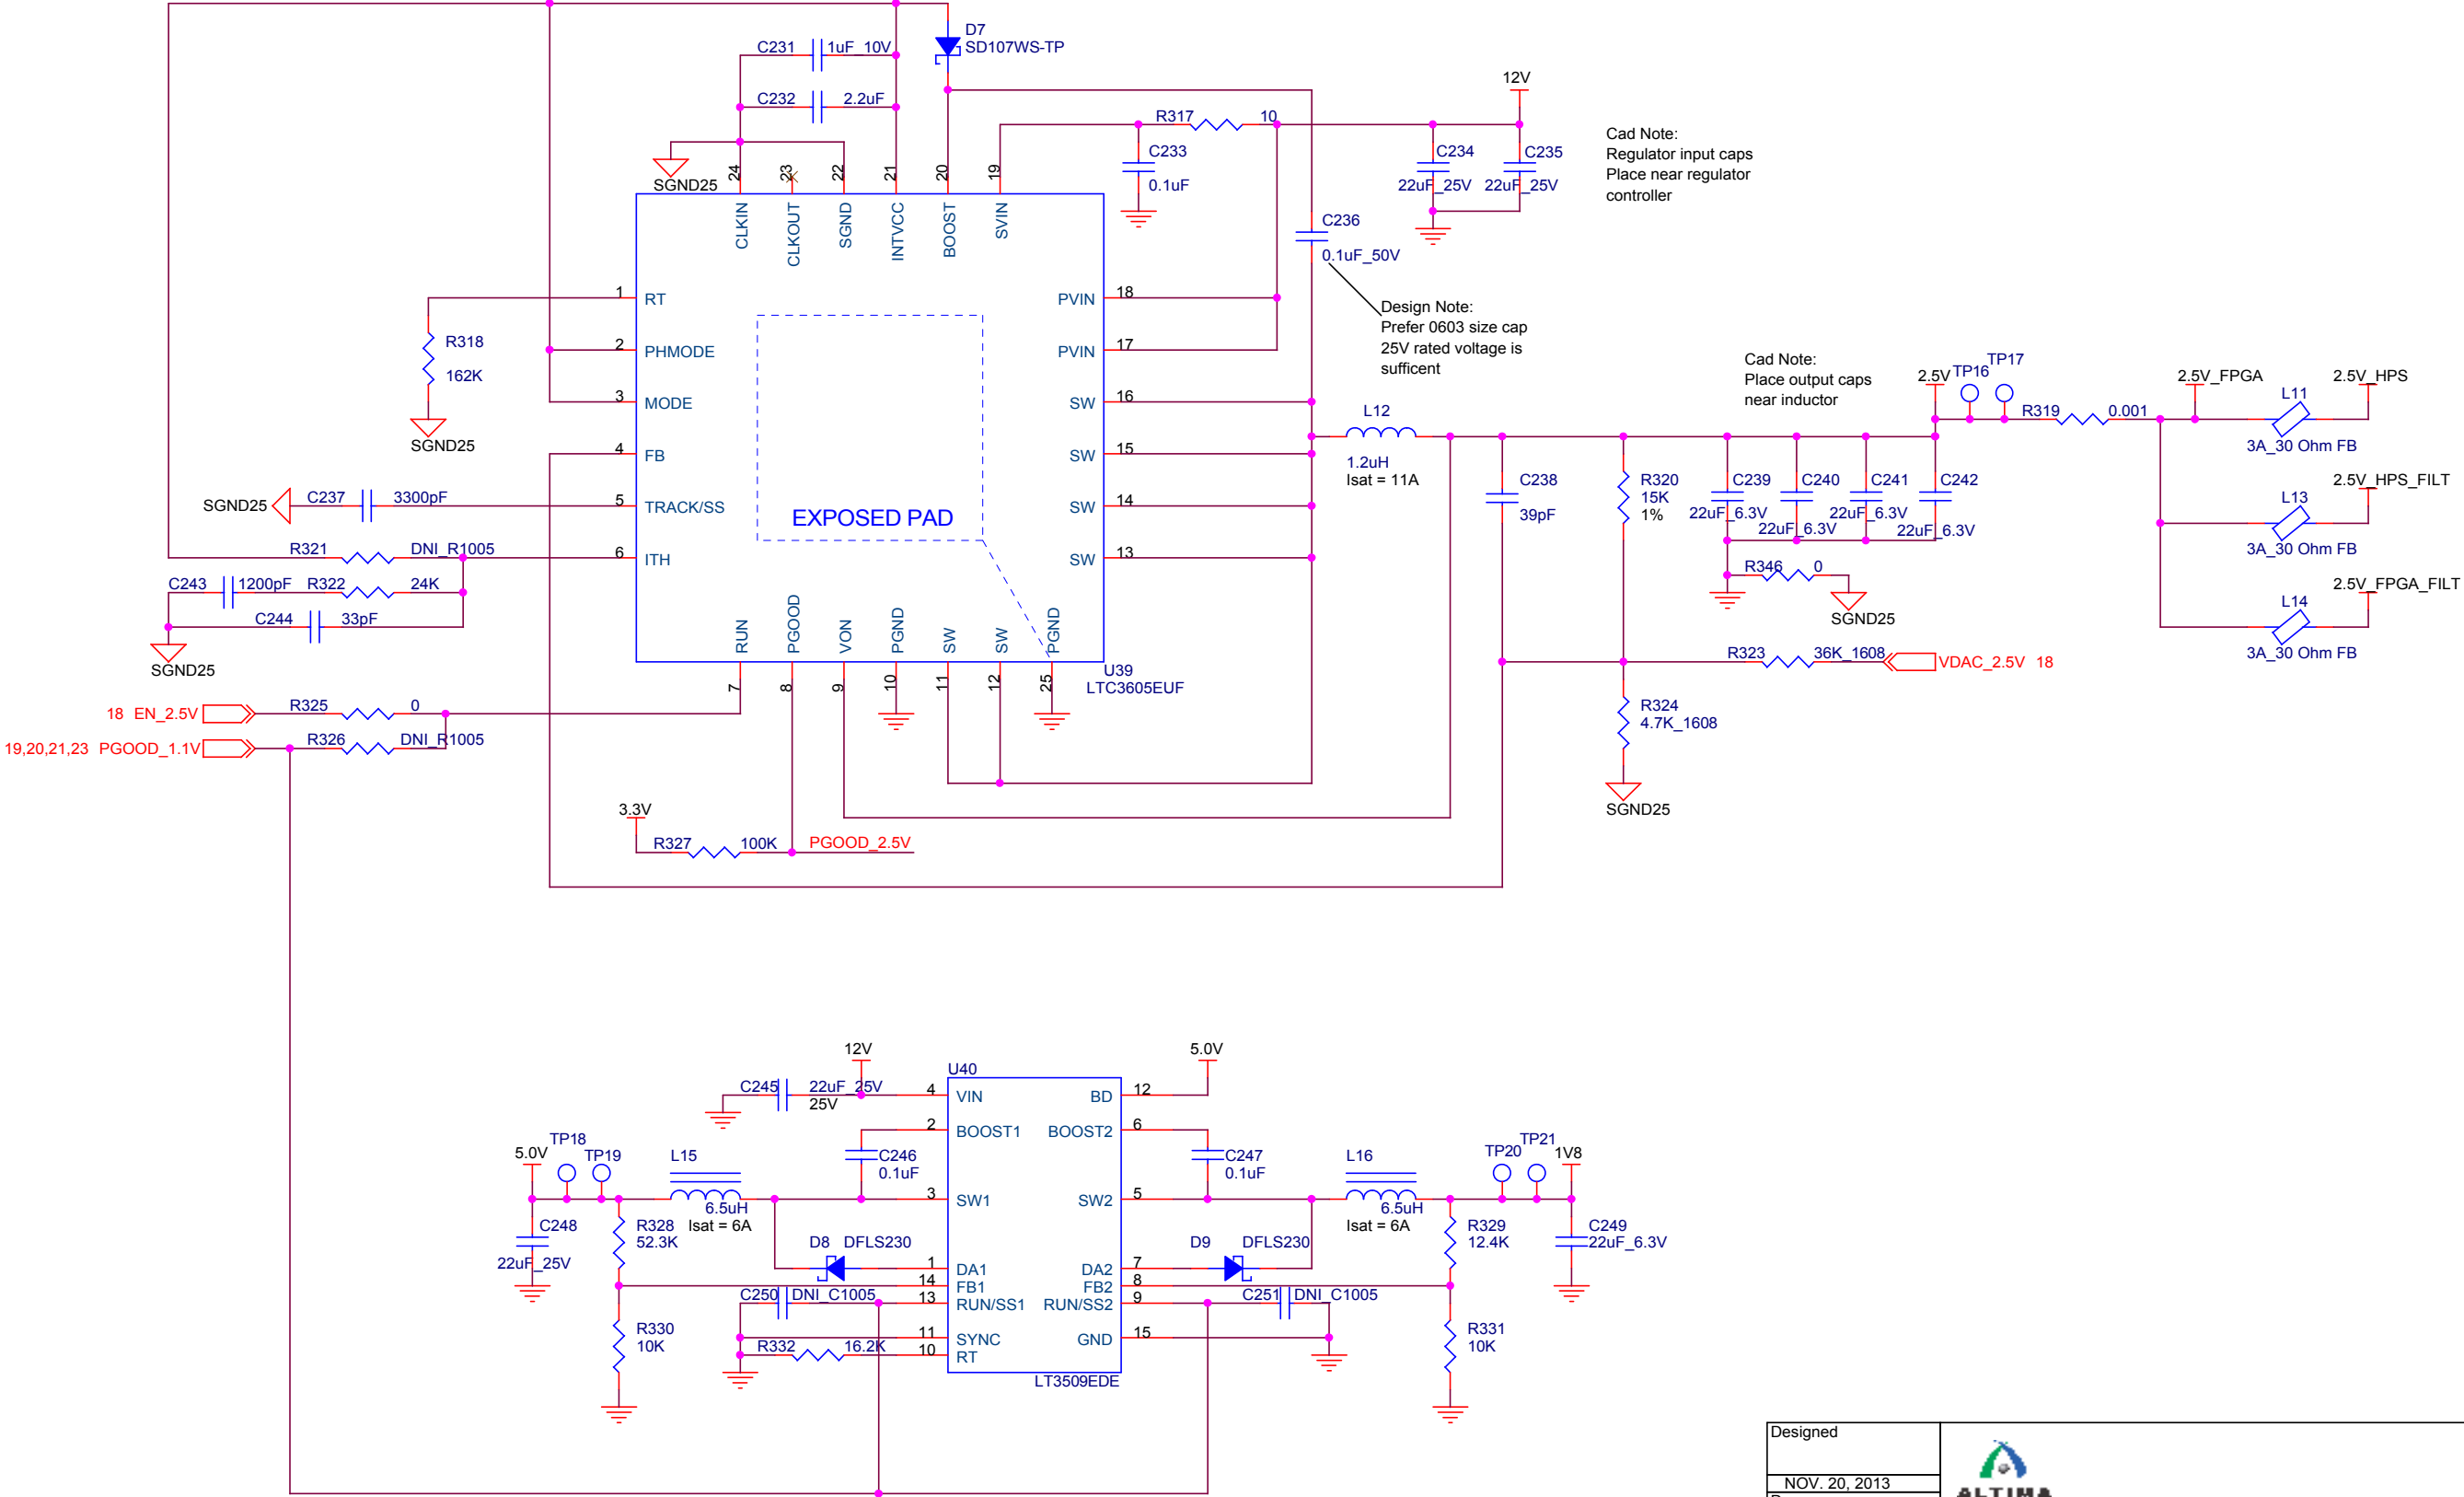 D7
SD107WS-TP
C231 1uF_10V
C232 2.2uF
12V
R317 10
C233
0.1uF
C234
22uF_25V
C235
22uF_25V
Cad Note:
Regulator input caps
Place near regulator
controller
SGND25
24
23
22
21
20
19
CLKIN
CLKOUT
SGND
INTVCC
BOOST
SVIN
C236
0.1uF_50V
Design Note:
Prefer 0603 size cap
25V rated voltage is
sufficent
1 RT
2 PHMODE
3 MODE
4 FB
5 TRACK/SS
6 ITH
PVIN 18
PVIN 17
SW 16
SW 15
SW 14
SW 13
R318
162K
SGND25
EXPOSED PAD
SGND25 C237 3300pF
R321 DNI_R1005
C243 1200pF R322 24K
C244 33pF
SGND25
RUN
PGOOD
VON
PGND
SW
SW
PGND
7
8
9
10
11
12
25
U39
LTC3605EUF
L12
1.2uH
Isat = 11A
Cad Note:
Place output caps
near inductor
2.5V TP16 TP17
R319 0.001
2.5V_FPGA
L11
2.5V_HPS
3A_30 Ohm FB
2.5V_HPS_FILT
L13
3A_30 Ohm FB
2.5V_FPGA_FILT
L14
3A_30 Ohm FB
C238
39pF
R320
15K
1%
C239
22uF_6.3V
C240
22uF_6.3V
C241
22uF_6.3V
C242
22uF_6.3V
R346 0
SGND25
R323 36K_1608 VDAC_2.5V 18
R324
4.7K_1608
SGND25
18 EN_2.5V R325 0
19,20,21,23 PGOOD_1.1V R326 DNI_R1005
3.3V
R327 100K PGOOD_2.5V
12V
5.0V
U40
C245 22uF_25V
25V
4 VIN
2 BOOST1
3 SW1
1 DA1
14 FB1
13 RUN/SS1
11 SYNC
10 RT
BD 12
BOOST2 6
SW2 5
DA2 7
FB2 8
RUN/SS2 9
GND 15
LT3509EDE
5.0V
TP18
TP19
L15
6.5uH
Isat = 6A
C246
0.1uF
C247
0.1uF
L16
6.5uH
Isat = 6A
TP20
TP21
1V8
C248
22uF_25V
R328
52.3K
D8 DFLS230
D9 DFLS230
R329
12.4K
C249
22uF_6.3V
C250 DNI_C1005
C251 DNI_C1005
R330
10K
R332 16.2K
R331
10K
Designed
NOV. 20, 2013
ALTIMA